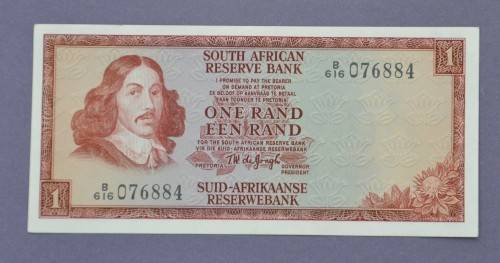 1
SOUTH AFRICAN
RESERVE BANK
B/616 076884
I PROMISE TO PAY THE BEARER
ON DEMAND AT PRETORIA
EK BELOOF OP AANVRAAG TE BETAAL
AAN TOONDER TE PRETORIA
ONE RAND
EEN RAND
FOR THE SOUTH AFRICAN RESERVE BANK
VIR DIE SUID-AFRIKAANSE RESERWEBANK
PRETORIA T.W. de Jongh GOVERNOR
PRESIDENT
B/616 076884
SUID-AFRIKAANSE
RESERWEBANK
1